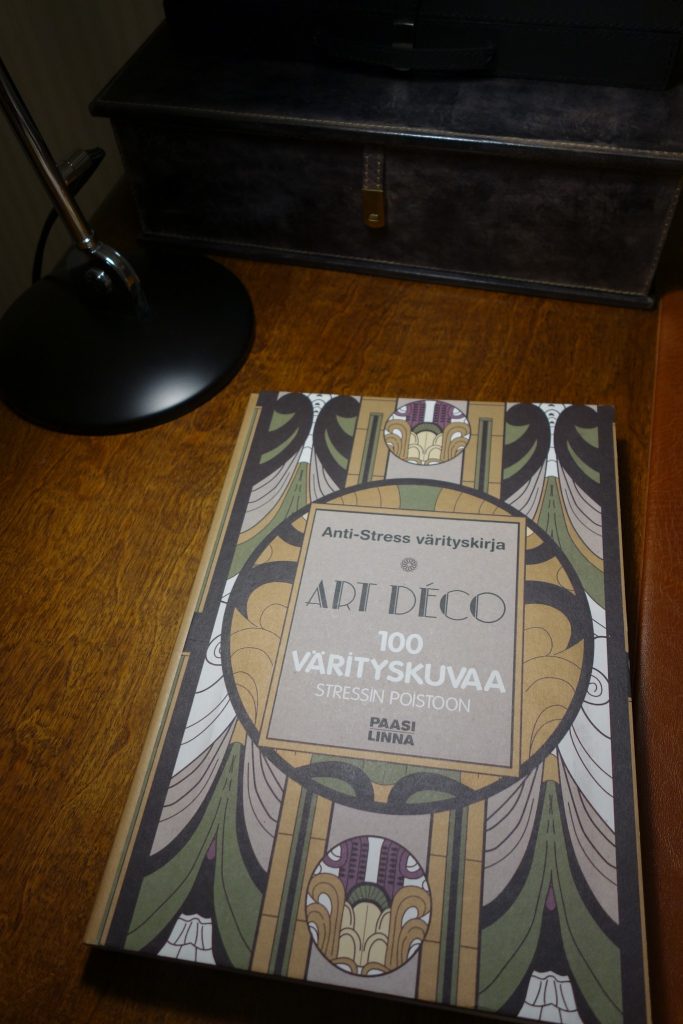 Anti-Stress värityskirja
ART DÉCO
100
VÄRITYSKUVAA
STRESSIN POISTOON
PAASI
LINNA